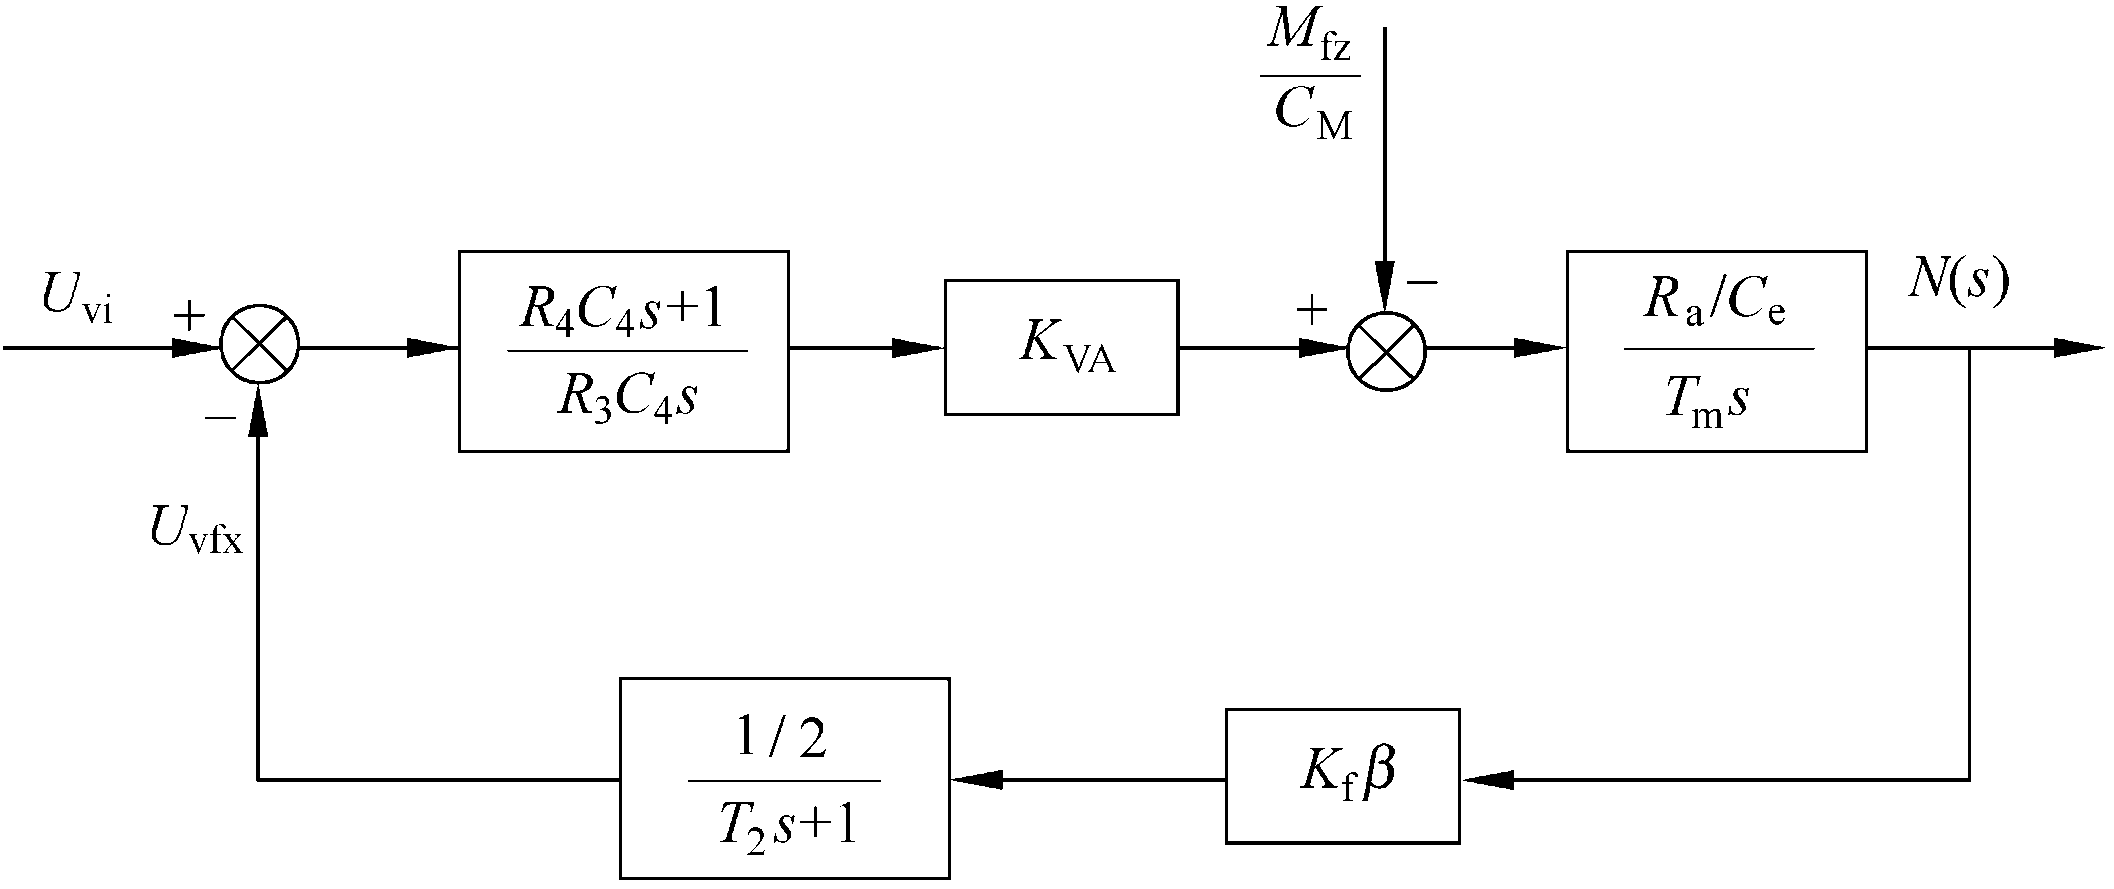 M_fz
C_M
−
U_vi
+
R_4C_4s+1
R_3C_4s
K_VA
+
R_a/C_e
T_ms
N(s)
−
U_vfx
1/2
T_2s+1
K_fβ